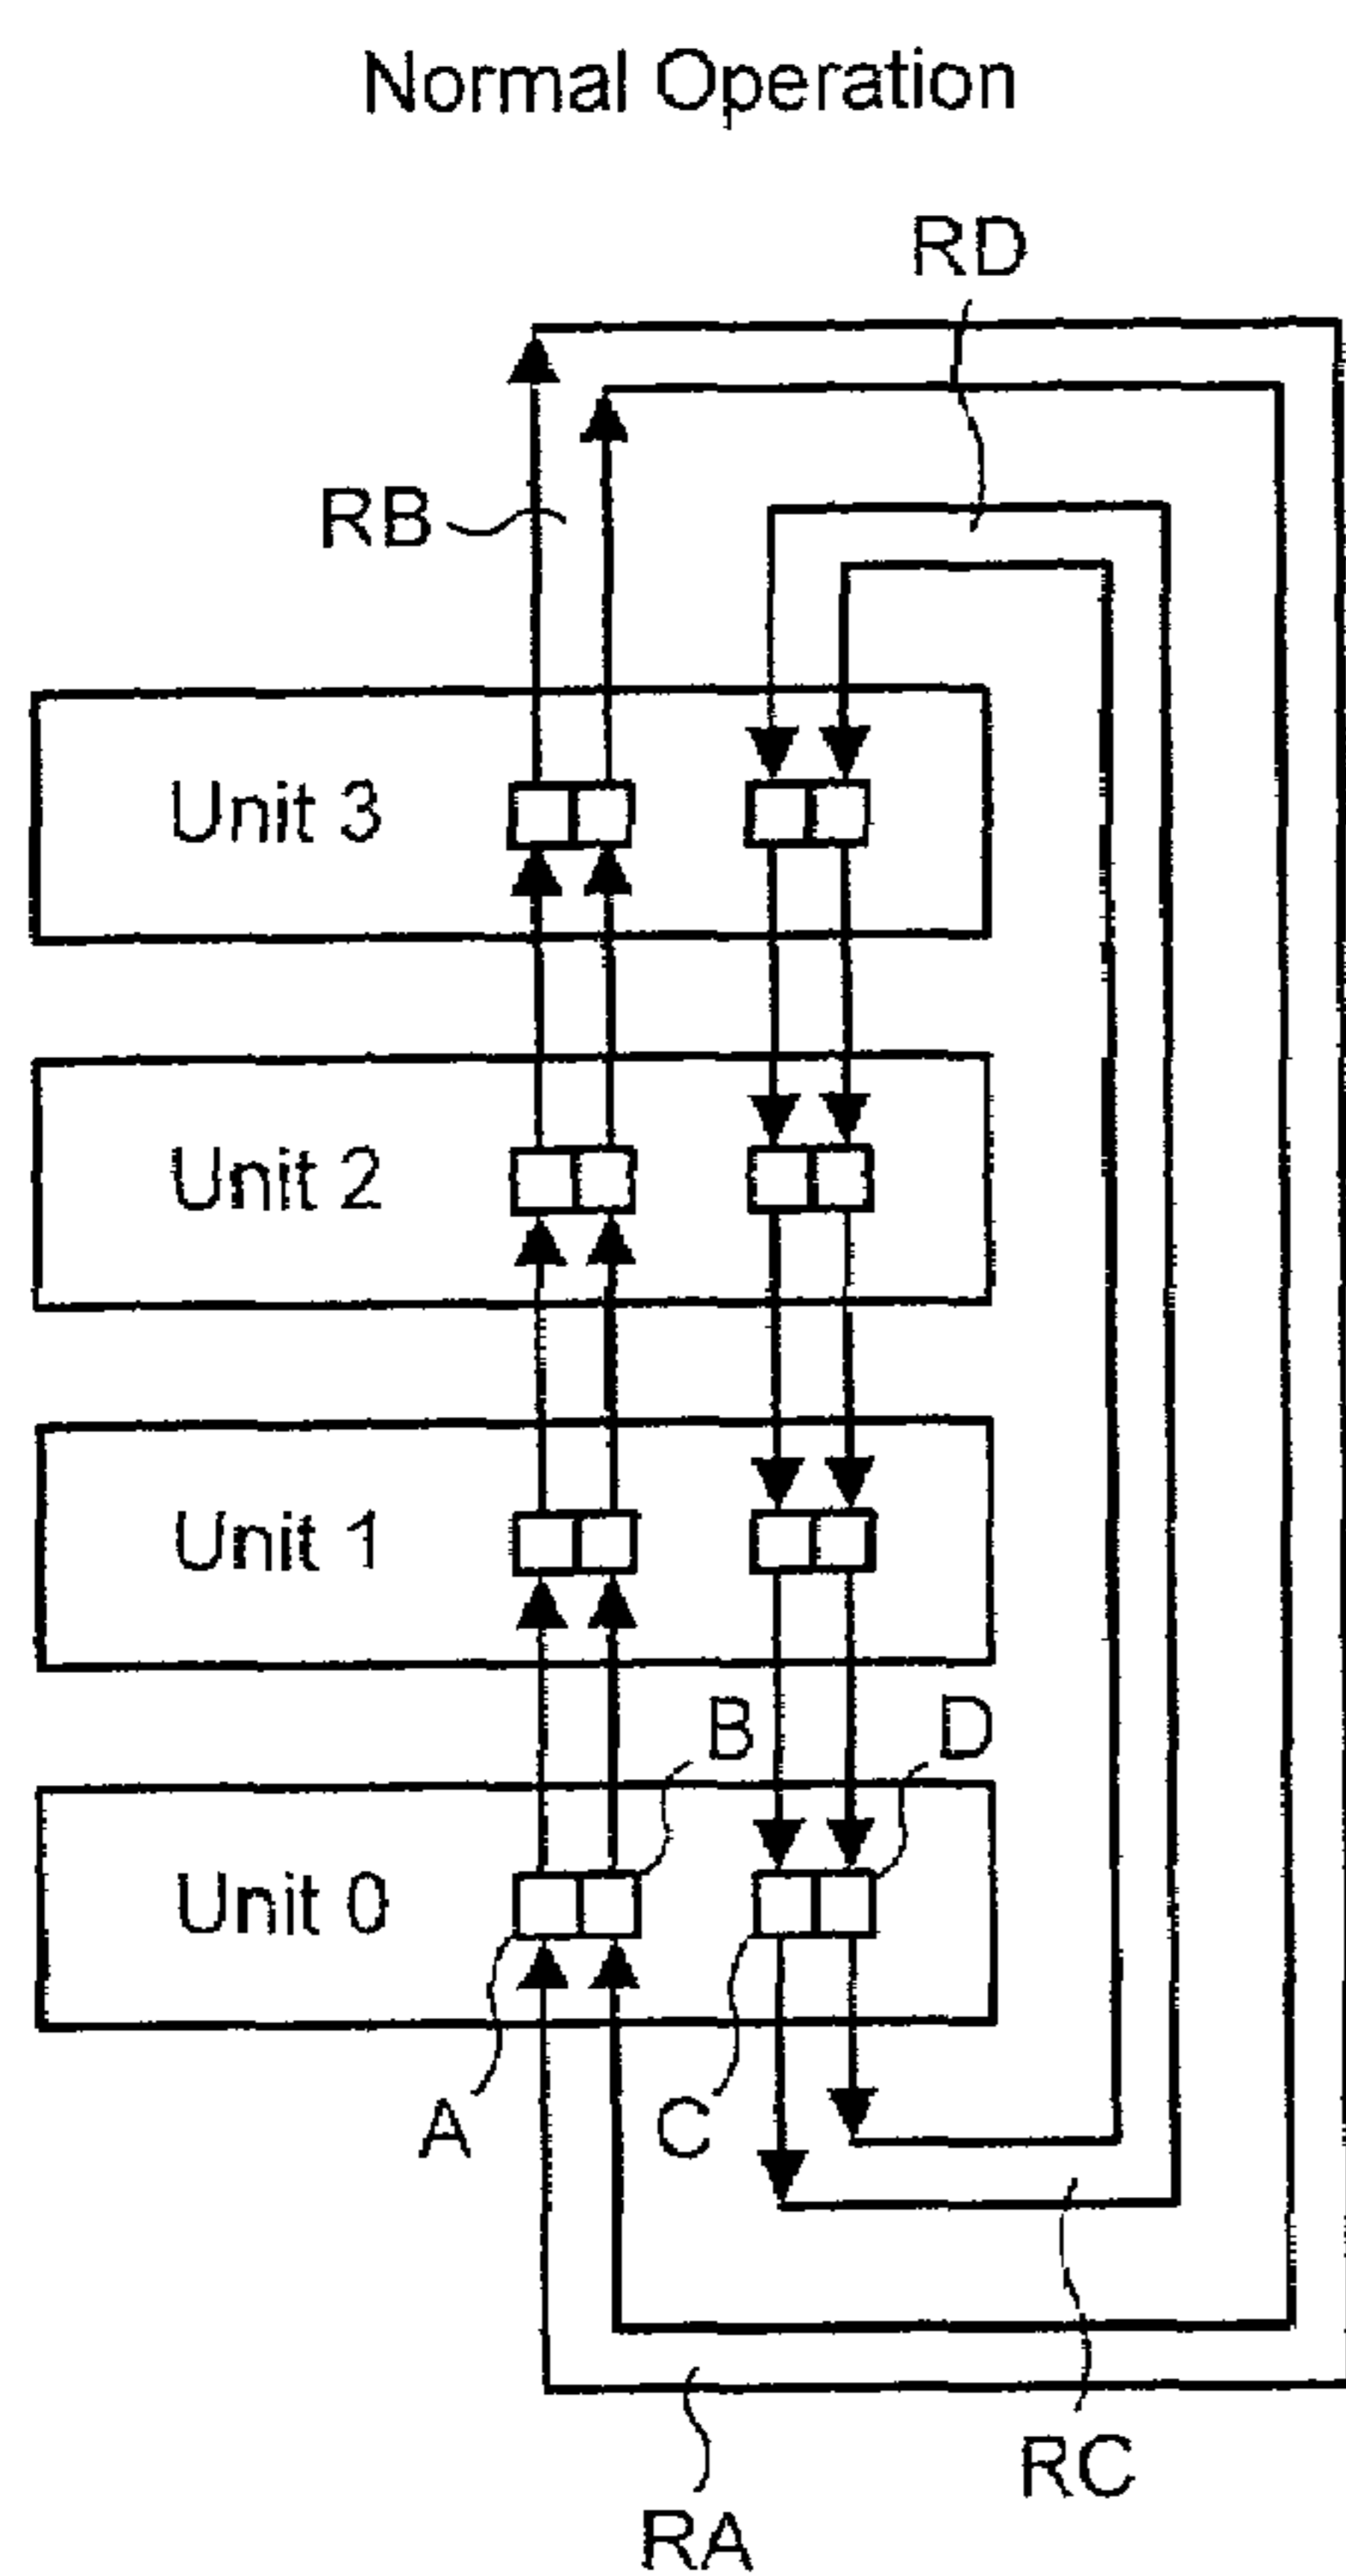 Normal Operation
RD
RB
Unit 3
Unit 2
Unit 1
B
D
Unit 0
A
C
RC
RA